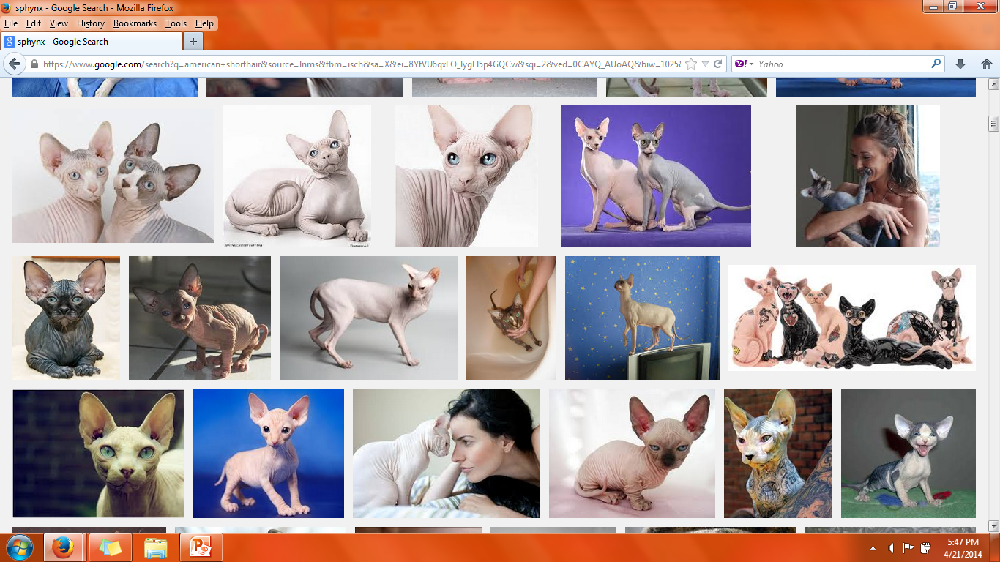 sphynx - Google Search - Mozilla Firefox
File Edit View History Bookmarks Tools Help
sphynx - Google Search
https://www.google.com/search?q=american+shorthair&source=lnms&tbm=isch&sa=X&ei=8YtVU6qxEO_lygH5p4GQCw&sqi=2&ved=0CAYQ_AUoAQ&biw=1025&
Yahoo
5:47 PM
4/21/2014